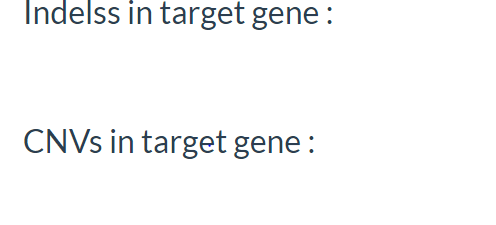 Indelss in target gene :
CNVs in target gene :